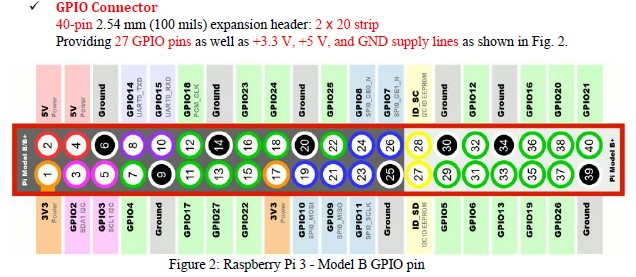 ✓ GPIO Connector
40-pin 2.54 mm (100 mils) expansion header: 2 x 20 strip
Providing 27 GPIO pins as well as +3.3 V, +5 V, and GND supply lines as shown in Fig. 2.
5V Power
5V Power
Ground
GPIO14 UART0_TXD
GPIO15 UART0_RXD
GPIO18 PCM_CLK
Ground
GPIO23
GPIO24
Ground
GPIO25
GPIO8 SPI0_CE0_N
GPIO7 SPI0_CE1_N
ID_SC I2C ID EEPROM
Ground
GPIO12
Ground
GPIO16
GPIO20
GPIO21
Pi Model B/B+
2 4 6 8 10 12 14 16 18 20 22 24 26 28 30 32 34 36 38 40
1 3 5 7 9 11 13 15 17 19 21 23 25 27 29 31 33 35 37 39
Pi Model B+
3V3 Power
GPIO2 SDA1 I2C
GPIO3 SCL1 I2C
GPIO4
Ground
GPIO17
GPIO27
GPIO22
3V3 Power
GPIO10 SPI0_MOSI
GPIO9 SPI0_MISO
GPIO11 SPI0_SCLK
Ground
ID_SD I2C ID EEPROM
GPIO5
GPIO6
GPIO13
GPIO19
GPIO26
Ground
Figure 2: Raspberry Pi 3 - Model B GPIO pin